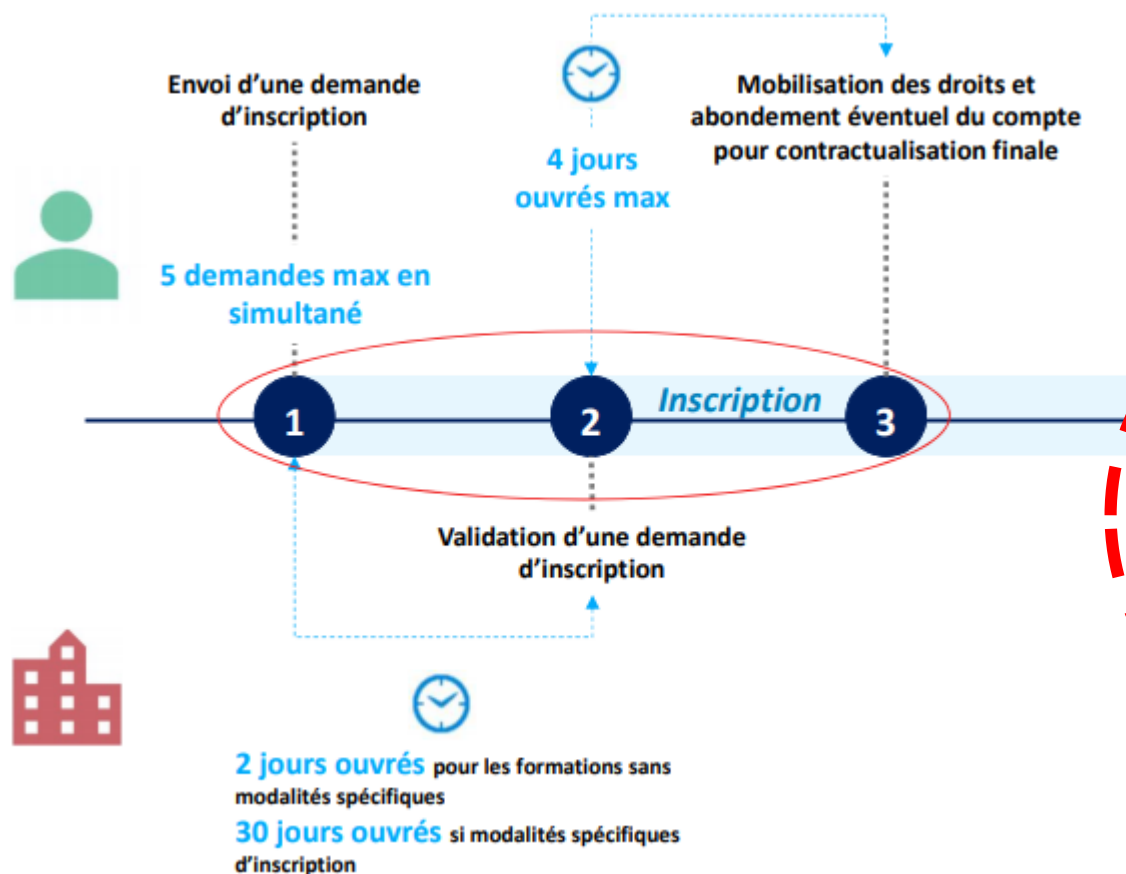 Envoi d'une demande
d'inscription
5 demandes max en
simultané
4 jours
ouvrés max
Mobilisation des droits et
abondement éventuel du compte
pour contractualisation finale
1
2
Inscription
3
Validation d'une demande
d'inscription
2 jours ouvrés pour les formations sans
modalités spécifiques
30 jours ouvrés si modalités spécifiques
d'inscription